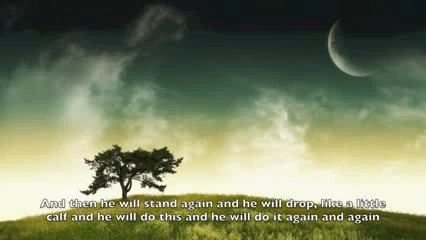 And then he will stand again and he will drop, like a little
calf and he will do this and he will do it again and again